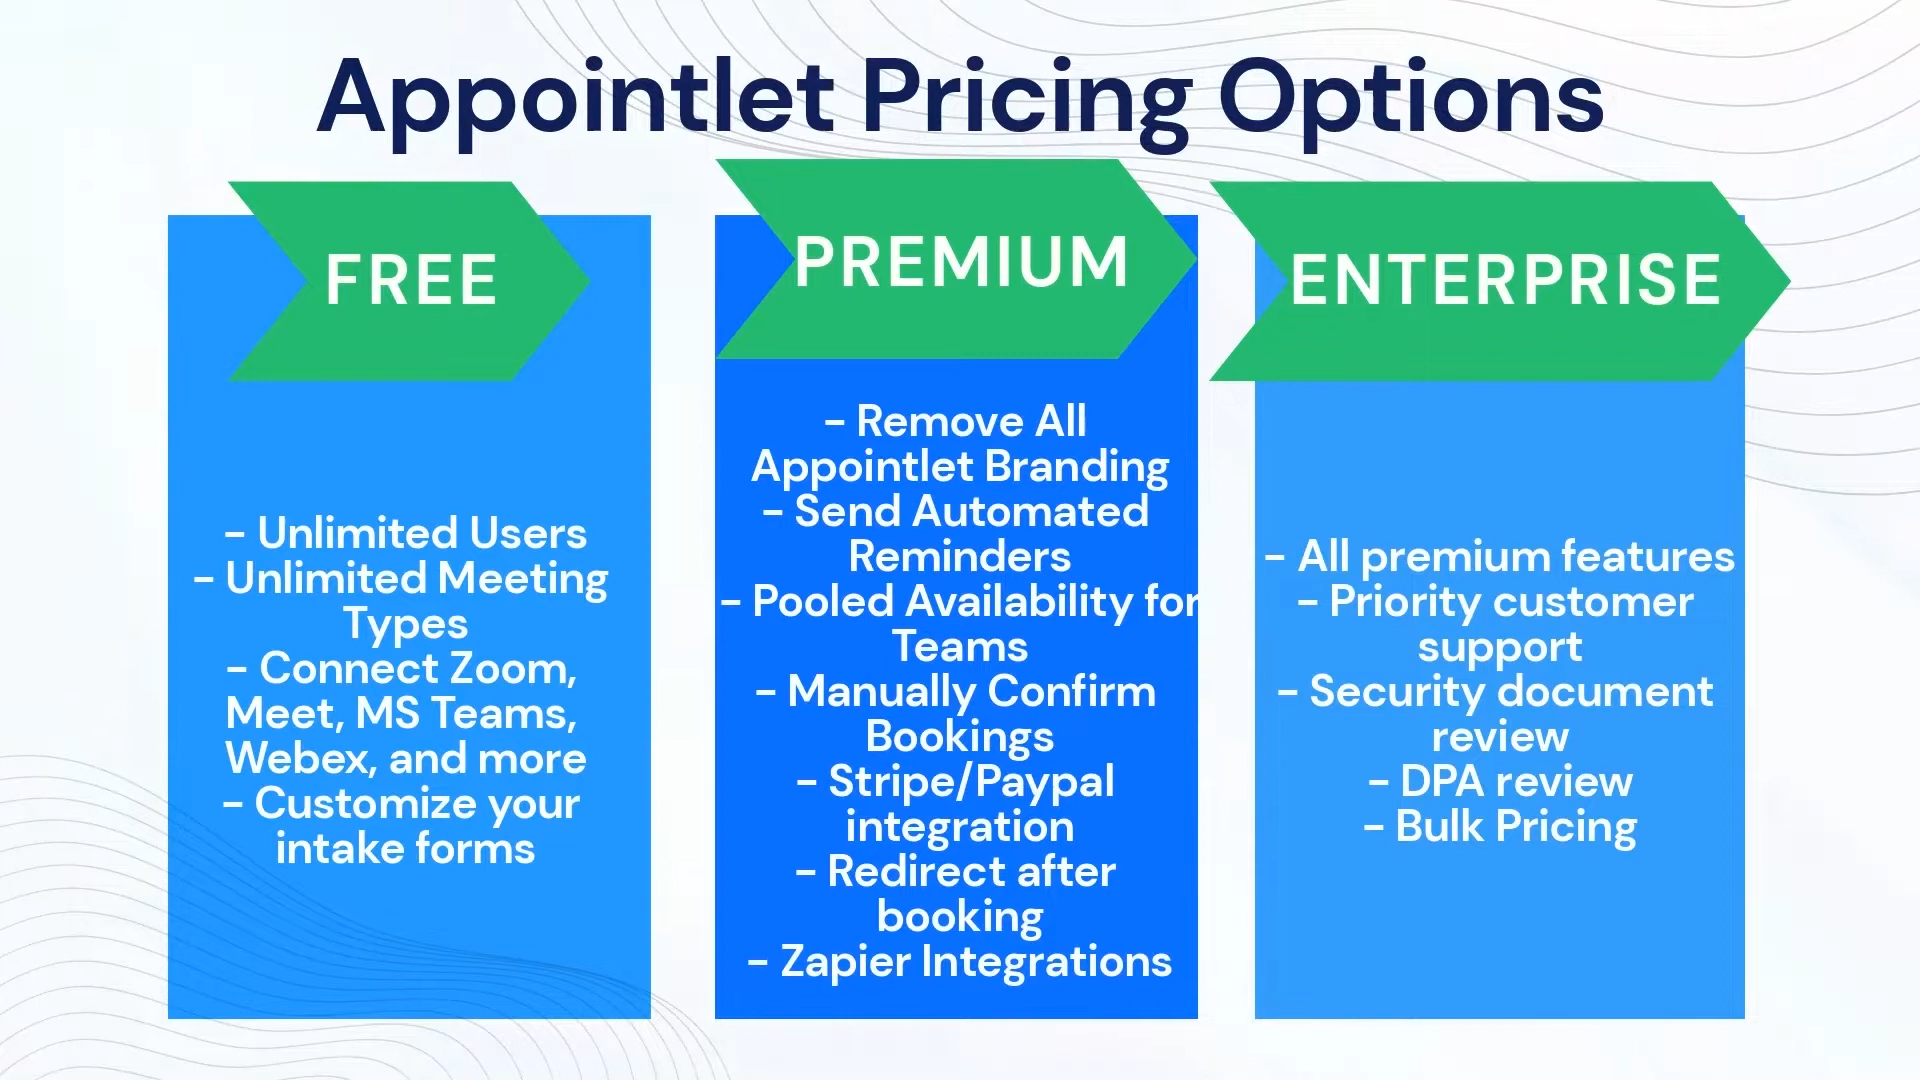 Appointlet Pricing Options
FREE
- Unlimited Users
- Unlimited Meeting
Types
- Connect Zoom,
Meet, MS Teams,
Webex, and more
- Customize your
intake forms
PREMIUM
- Remove All
Appointlet Branding
- Send Automated
Reminders
- Pooled Availability for
Teams
- Manually Confirm
Bookings
- Stripe/Paypal
integration
- Redirect after
booking
- Zapier Integrations
ENTERPRISE
- All premium features
- Priority customer
support
- Security document
review
- DPA review
- Bulk Pricing